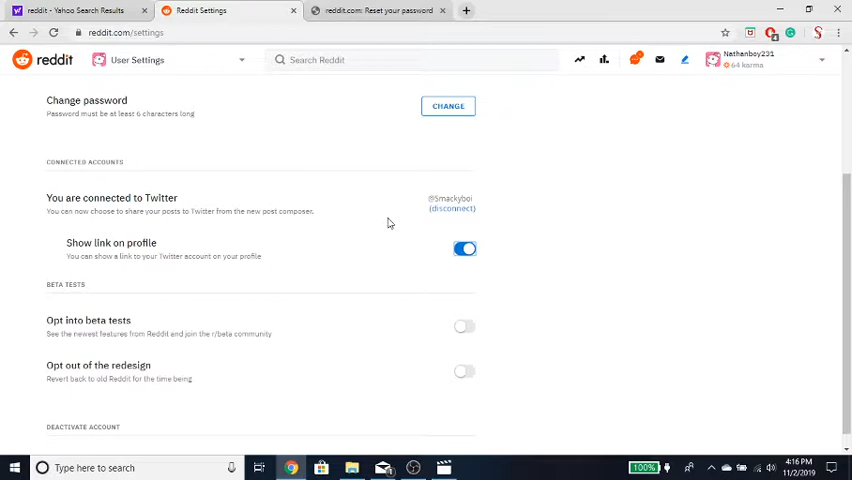 reddit - Yahoo Search Results
Reddit Settings
reddit.com: Reset your password
reddit.com/settings
reddit
User Settings
Search Reddit
Nathanboy231
64 karma
Change password
Password must be at least 6 characters long
CHANGE
CONNECTED ACCOUNTS
You are connected to Twitter
You can now choose to share your posts to Twitter from the new post composer.
@Smackyboi
(disconnect)
Show link on profile
You can show a link to your Twitter account on your profile
BETA TESTS
Opt into beta tests
See the newest features from Reddit and join the r/beta community
Opt out of the redesign
Revert back to old Reddit for the time being
DEACTIVATE ACCOUNT
Type here to search
100%
4:16 PM
11/2/2019